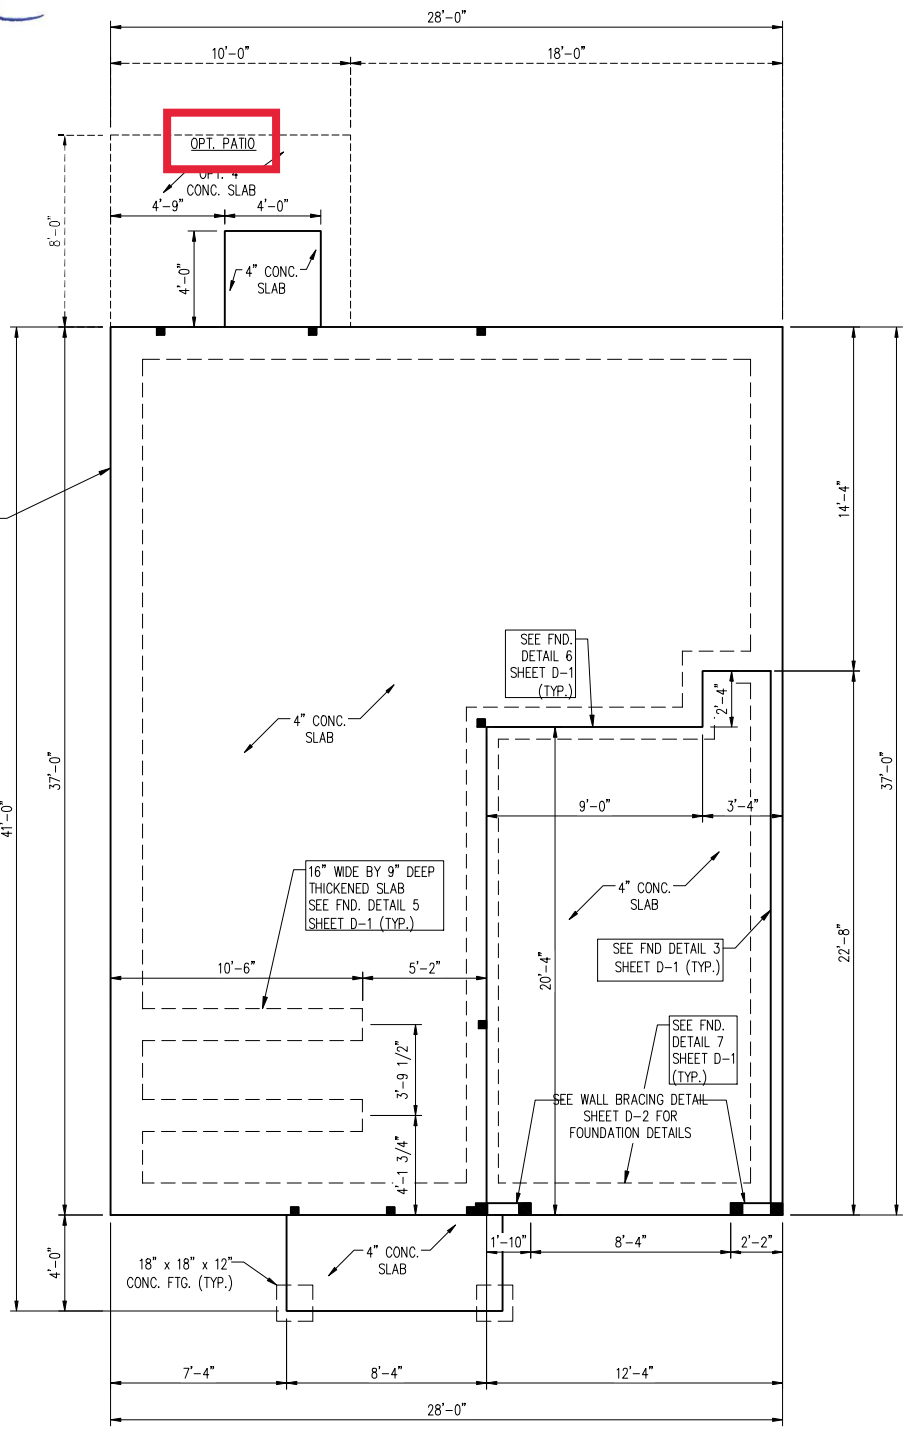 28'-0"
10'-0"
18'-0"
OPT. PATIO
OPT. 4"
CONC. SLAB
4'-9"
4'-0"
8'-0"
4'-0"
4" CONC.
SLAB
14'-4"
SEE FND.
DETAIL 6
SHEET D-1
(TYP.)
2'-4"
4" CONC.
SLAB
37'-0"
37'-0"
41'-0"
9'-0"
3'-4"
16" WIDE BY 9" DEEP
THICKENED SLAB
SEE FND. DETAIL 5
SHEET D-1 (TYP.)
4" CONC.
SLAB
SEE FND DETAIL 3
SHEET D-1 (TYP.)
22'-8"
10'-6"
5'-2"
20'-4"
3'-9 1/2"
SEE FND.
DETAIL 7
SHEET D-1
(TYP.)
SEE WALL BRACING DETAIL
SHEET D-2 FOR
FOUNDATION DETAILS
4'-1 3/4"
4'-0"
18" x 18" x 12"
CONC. FTG. (TYP.)
4" CONC.
SLAB
1'-10"
8'-4"
2'-2"
7'-4"
8'-4"
12'-4"
28'-0"